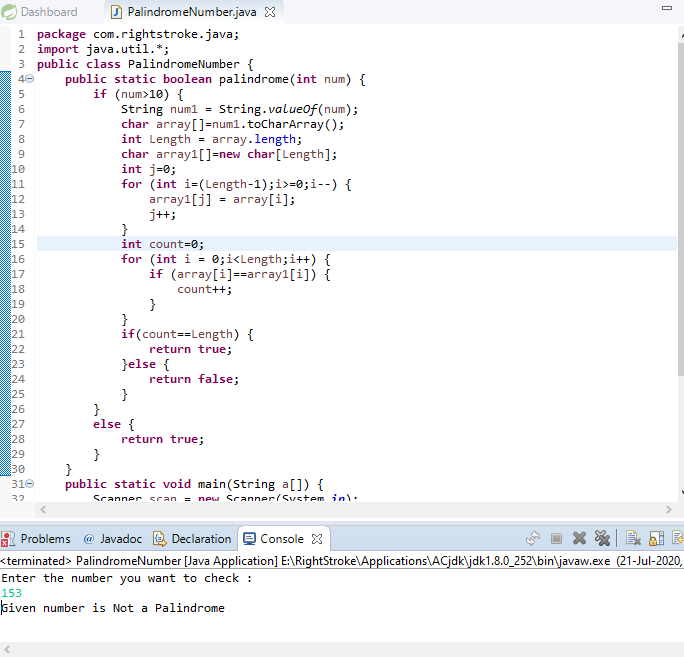 Dashboard PalindromeNumber.java
1 package com.rightstroke.java;
2 import java.util.*;
3 public class PalindromeNumber {
4 public static boolean palindrome(int num) {
5 if (num>10) {
6 String num1 = String.valueOf(num);
7 char array[]=num1.toCharArray();
8 int Length = array.length;
9 char array1[]=new char[Length];
10 int j=0;
11 for (int i=(Length-1);i>=0;i--) {
12 array1[j] = array[i];
13 j++;
14 }
15 int count=0;
16 for (int i = 0;i<Length;i++) {
17 if (array[i]==array1[i]) {
18 count++;
19 }
20 }
21 if(count==Length) {
22 return true;
23 }else {
24 return false;
25 }
26 }
27 else {
28 return true;
29 }
30 }
31 public static void main(String a[]) {
32 Scanner scan = new Scanner(System.in);
Problems @ Javadoc Declaration Console
<terminated> PalindromeNumber [Java Application] E:\RightStroke\Applications\ACjdk\jdk1.8.0_252\bin\javaw.exe (21-Jul-2020,
Enter the number you want to check :
153
Given number is Not a Palindrome